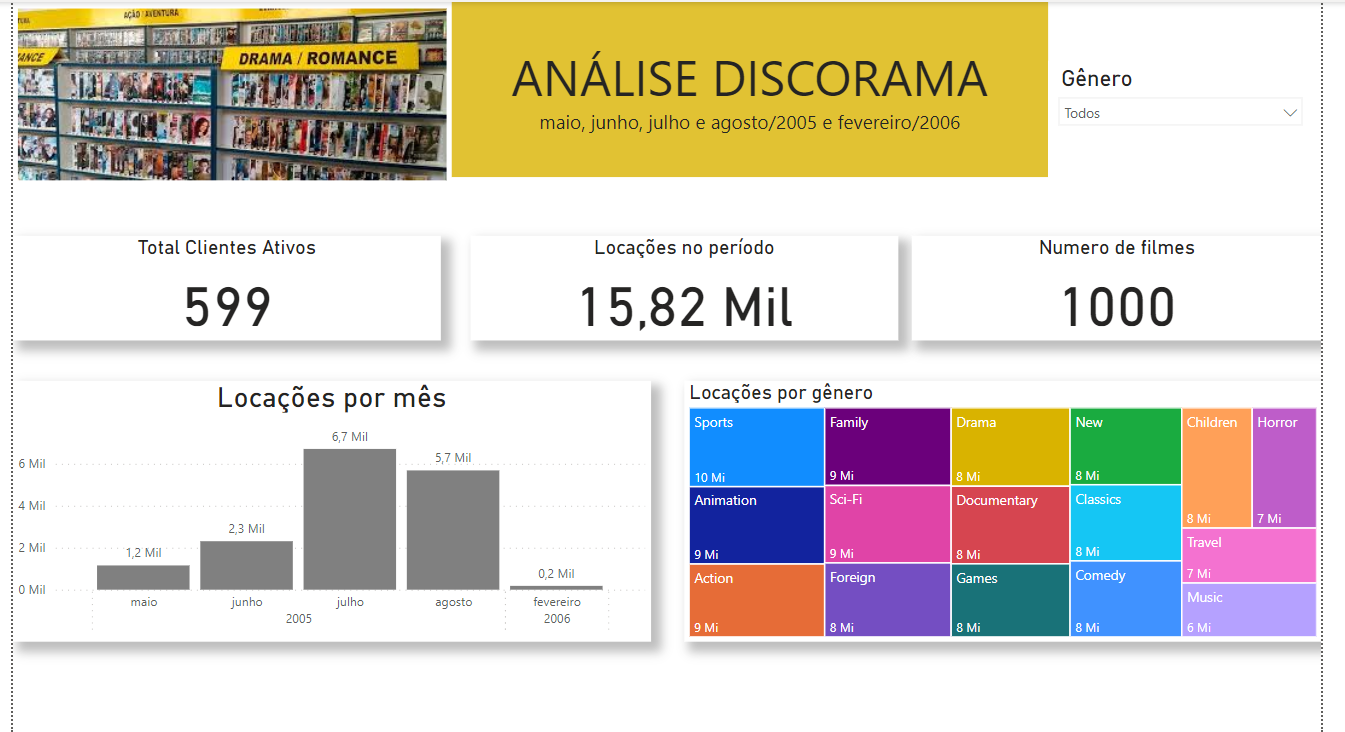 AÇÃO AVENTURA
DRAMA / ROMANCE
ANÁLISE DISCORAMA
maio, junho, julho e agosto/2005 e fevereiro/2006
Gênero
Todos
Total Clientes Ativos
599
Locações no período
15,82 Mil
Numero de filmes
1000
Locações por mês
6 Mil
4 Mil
2 Mil
0 Mil
1,2 Mil
2,3 Mil
6,7 Mil
5,7 Mil
0,2 Mil
maio junho julho agosto fevereiro
2005 2006
Locações por gênero
Sports
10 Mi
Animation
9 Mi
Action
9 Mi
Family
9 Mi
Sci-Fi
9 Mi
Foreign
8 Mi
Drama
8 Mi
Documentary
8 Mi
Games
8 Mi
New
8 Mi
Classics
8 Mi
Comedy
8 Mi
Children
8 Mi
Horror
7 Mi
Travel
7 Mi
Music
6 Mi